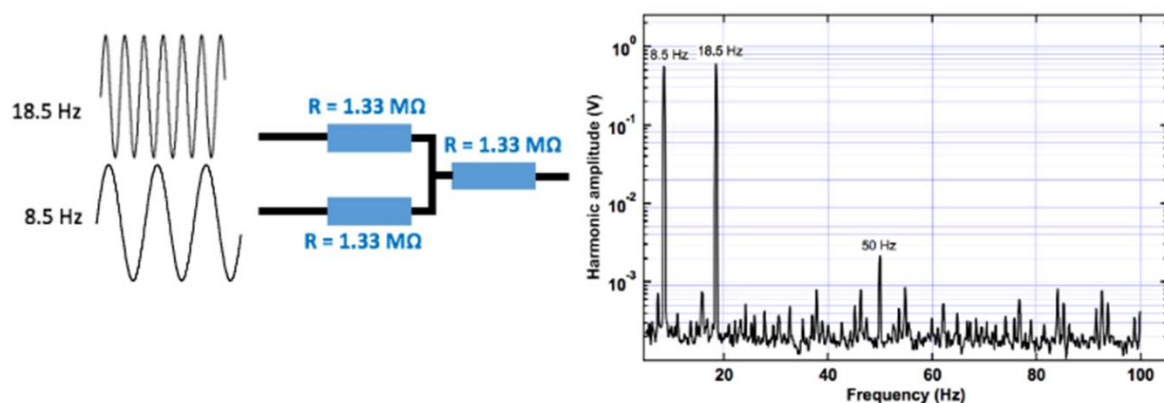 18.5 Hz
8.5 Hz
R = 1.33 MΩ
R = 1.33 MΩ
R = 1.33 MΩ
Harmonic amplitude (V)
10⁰
10⁻¹
10⁻²
10⁻³
8.5 Hz
18.5 Hz
50 Hz
20
40
60
80
100
Frequency (Hz)